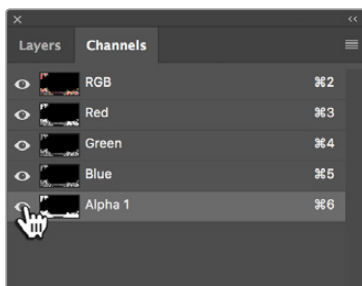 Layers Channels
RGB ⌘2
Red ⌘3
Green ⌘4
Blue ⌘5
Alpha 1 ⌘6